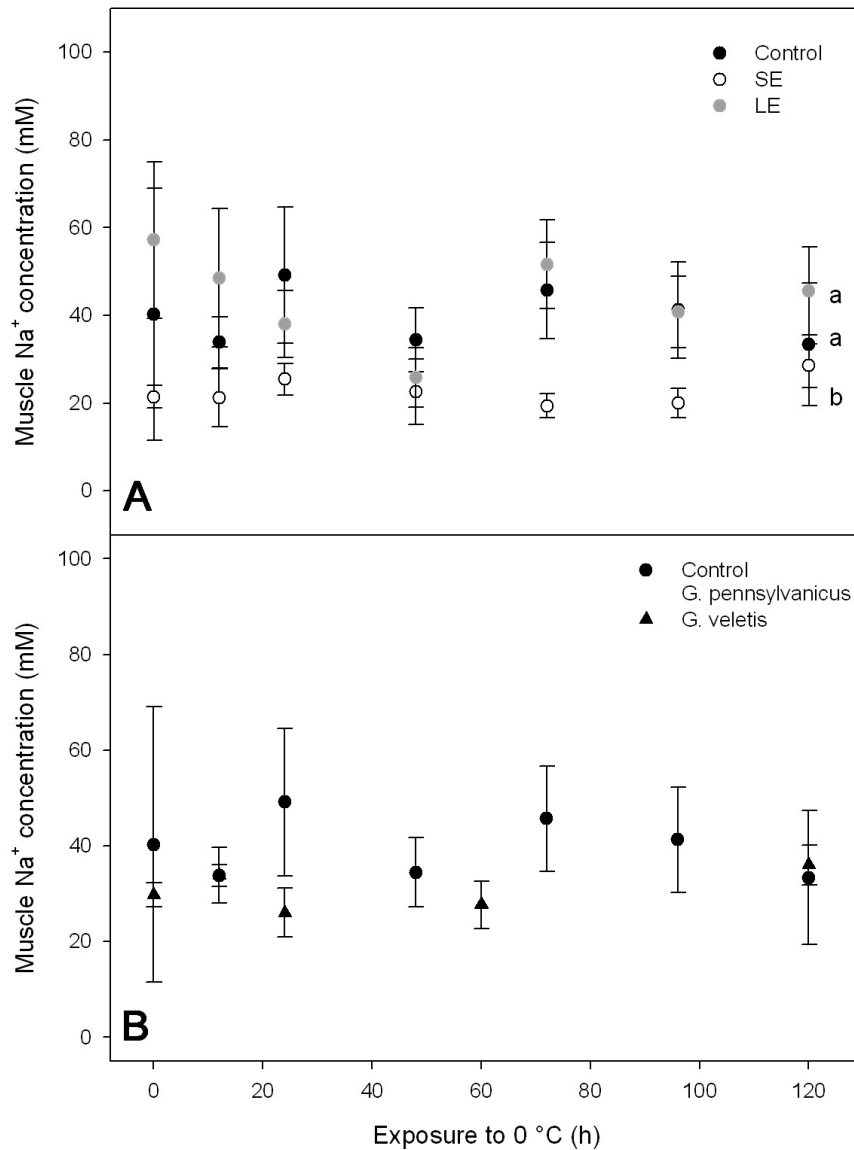 100
80
60
40
20
0
Muscle Na⁺ concentration (mM)
Control
SE
LE
a
a
b
A
100
80
60
40
20
0
Muscle Na⁺ concentration (mM)
Control
G. pennsylvanicus
G. veletis
B
0 20 40 60 80 100 120
Exposure to 0 °C (h)